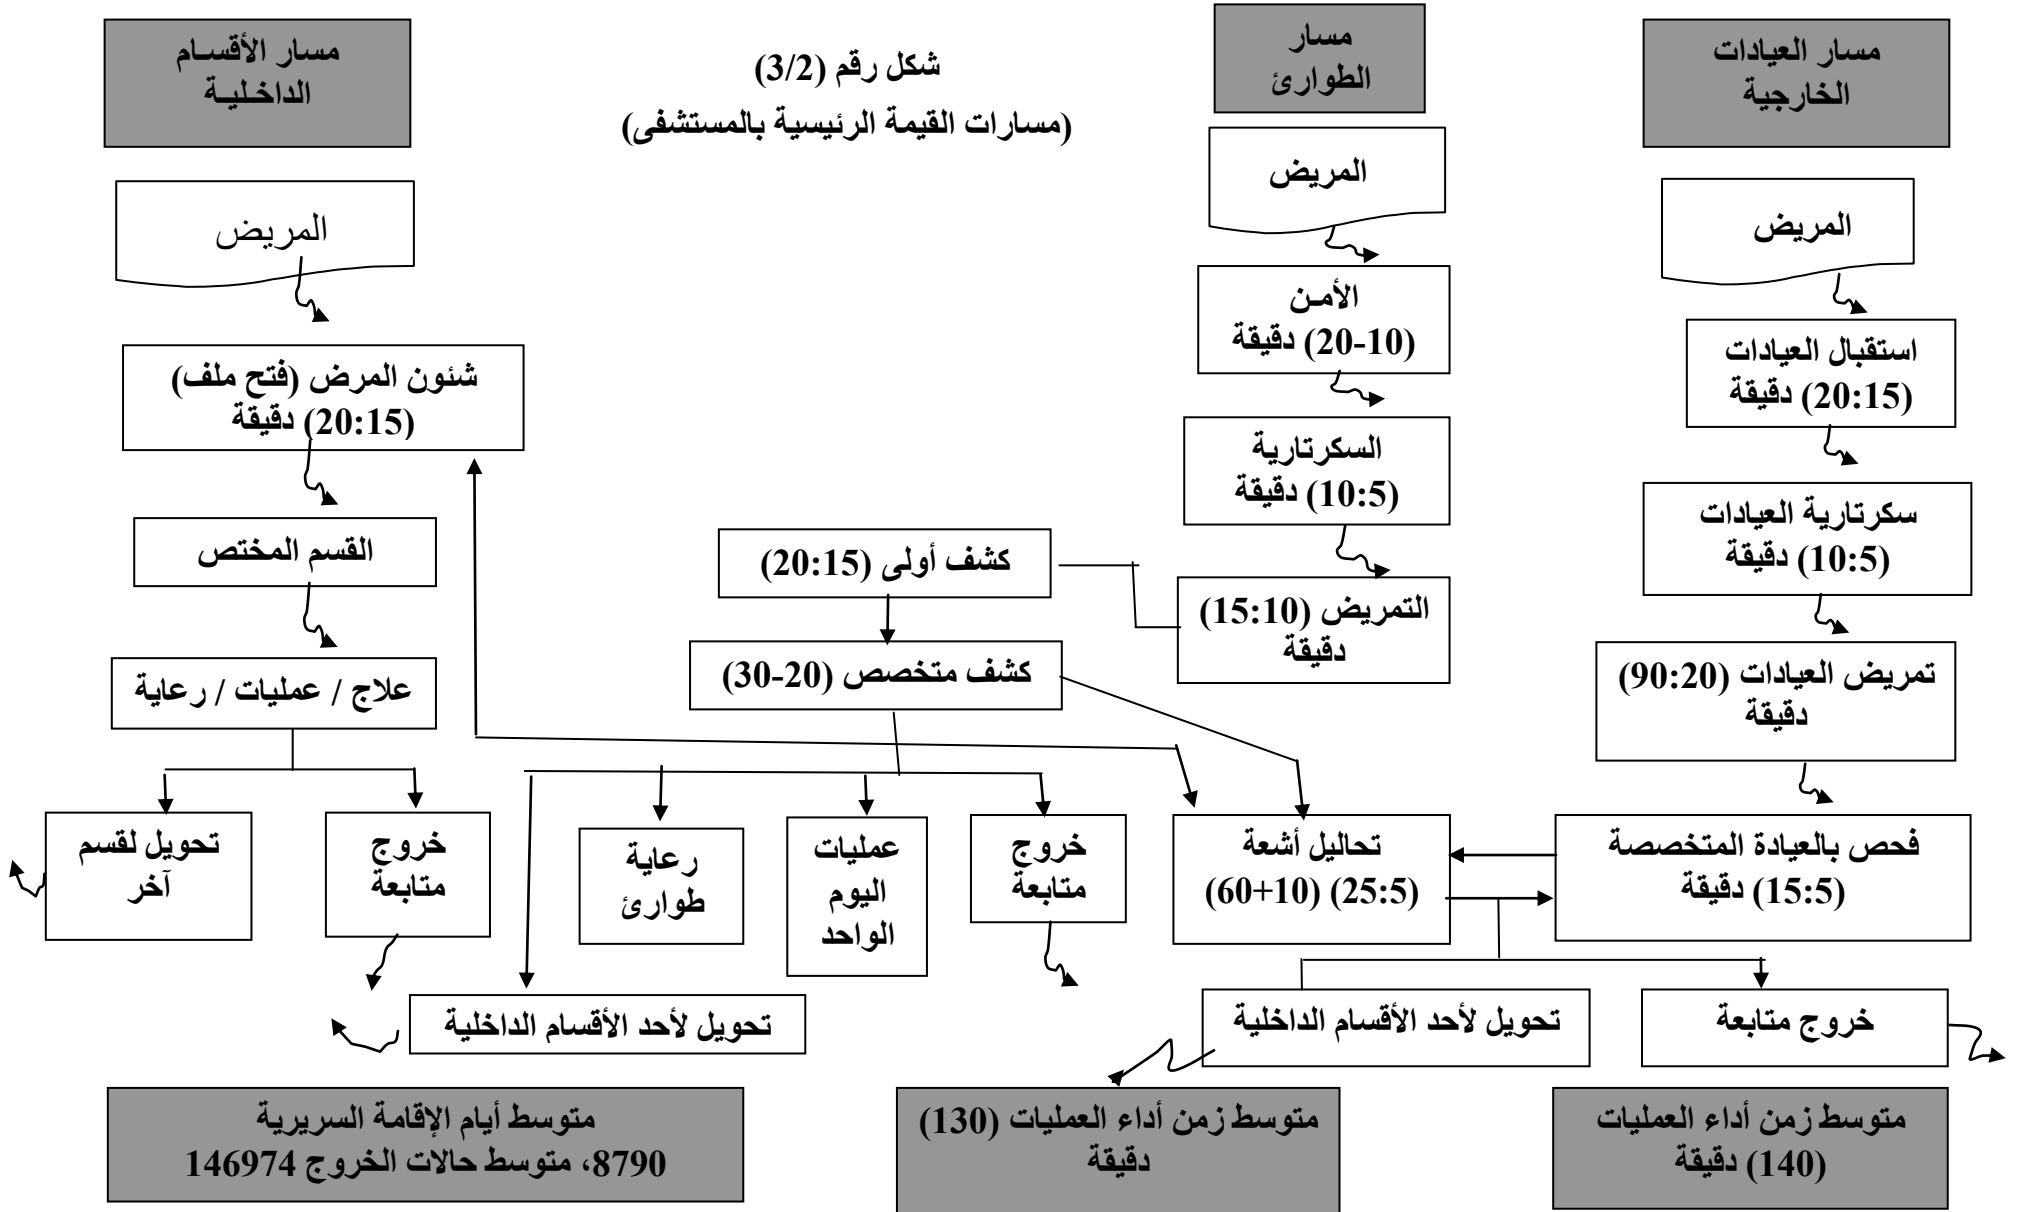 شكل رقم (3/2)
(مسارات القيمة الرئيسية بالمستشفى)
مسار العيادات
الخارجية
المريض
استقبال العيادات
(20:15) دقيقة
سكرتارية العيادات
(10:5) دقيقة
تمريض العيادات (90:20)
دقيقة
فحص بالعيادة المتخصصة
(15:5) دقيقة
تحاليل أشعة
(25:5) (60+10)
خروج متابعة
تحويل لأحد الأقسام الداخلية
متوسط زمن أداء العمليات
(140) دقيقة
مسار
الطوارئ
المريض
الأمـن
(20-10) دقيقة
السكرتارية
(10:5) دقيقة
التمريض (15:10)
دقيقة
كشف أولى (20:15)
كشف متخصص (30-20)
خروج
متابعة
عمليات
اليوم
الواحد
رعاية
طوارئ
تحويل لأحد الأقسام الداخلية
متوسط زمن أداء العمليات (130)
دقيقة
مسار الأقسـام
الداخـليـة
المريض
شئون المرض (فتح ملف)
(20:15) دقيقة
القسم المختص
علاج / عمليات / رعاية
خروج
متابعة
تحويل لقسم
آخر
متوسط أيام الإقامة السريرية
8790، متوسط حالات الخروج 146974